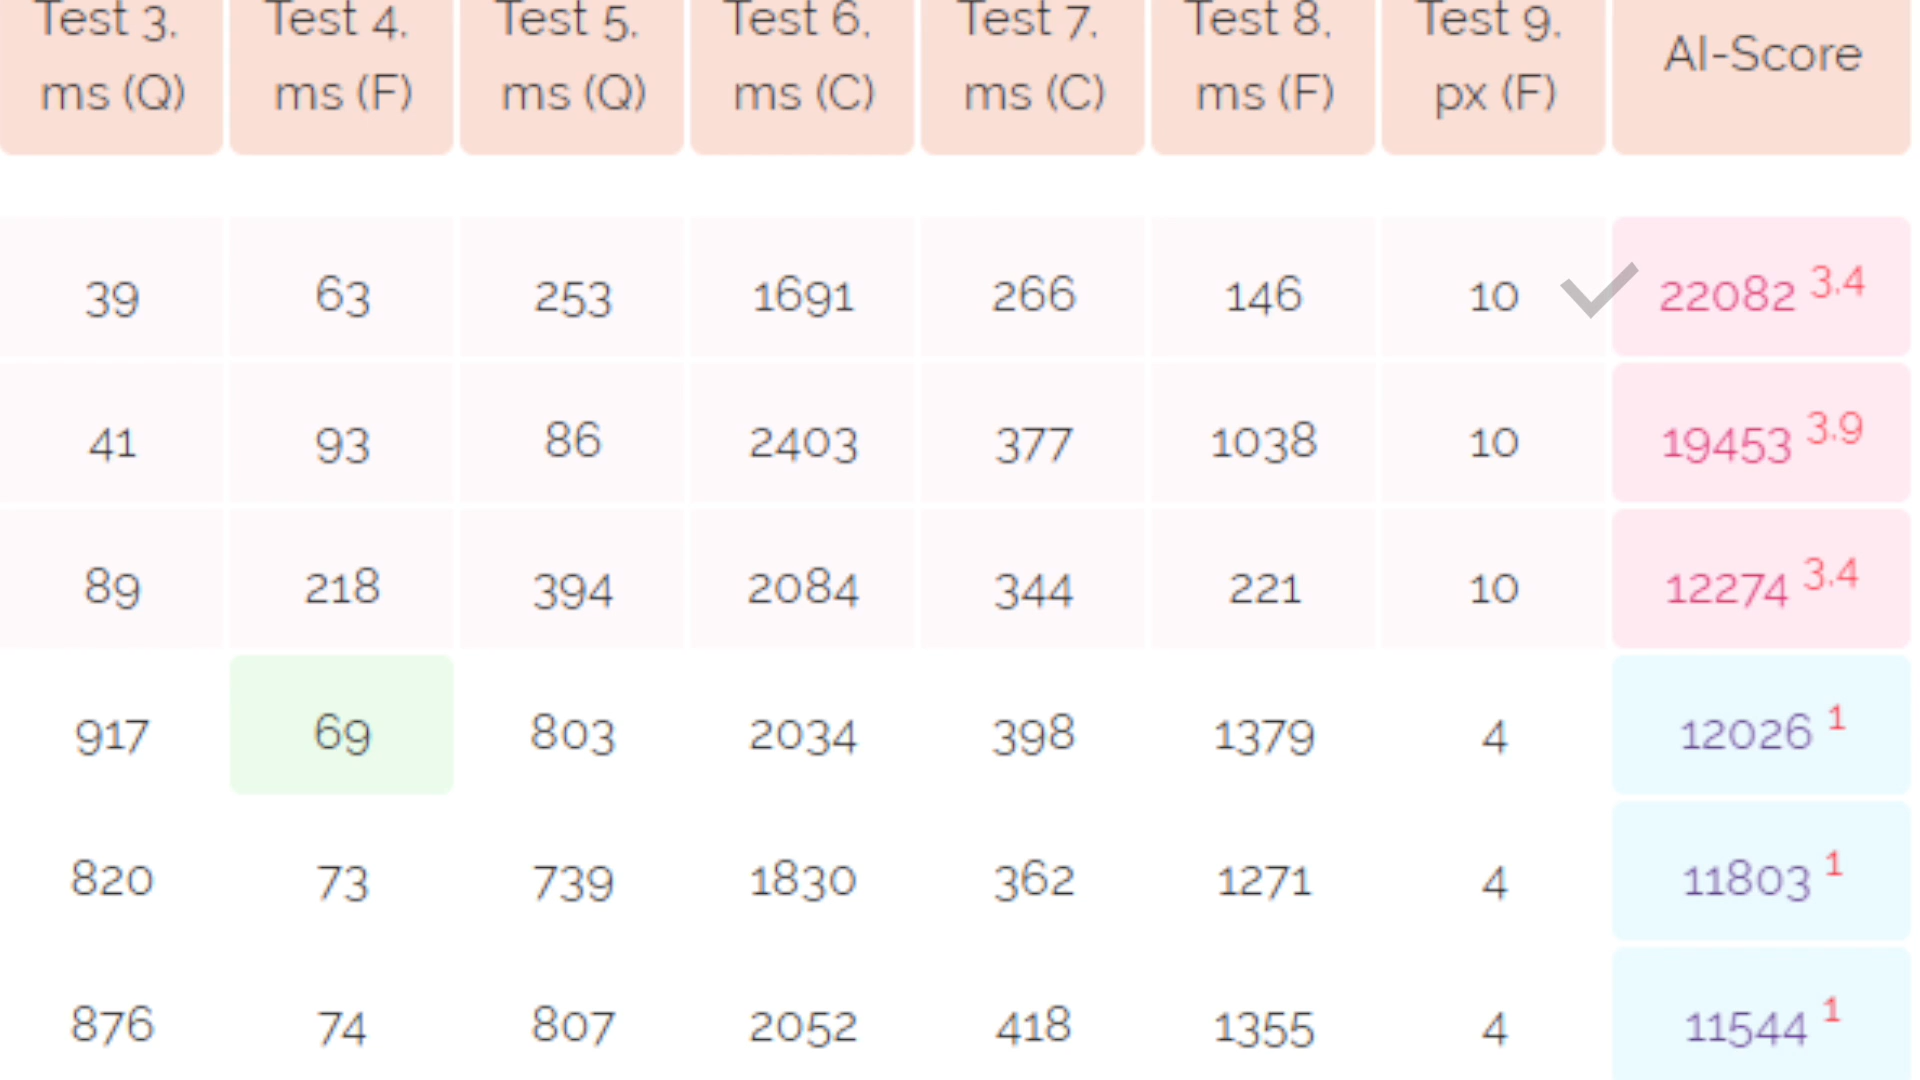 Test 3, Test 4, Test 5, Test 6, Test 7, Test 8, Test 9, AI-Score
ms (Q) ms (F) ms (Q) ms (C) ms (C) ms (F) px (F)
39 63 253 1691 266 146 10 22082 3.4
41 93 86 2403 377 1038 10 19453 3.9
89 218 394 2084 344 221 10 12274 3.4
917 69 803 2034 398 1379 4 12026 1
820 73 739 1830 362 1271 4 11803 1
876 74 807 2052 418 1355 4 11544 1